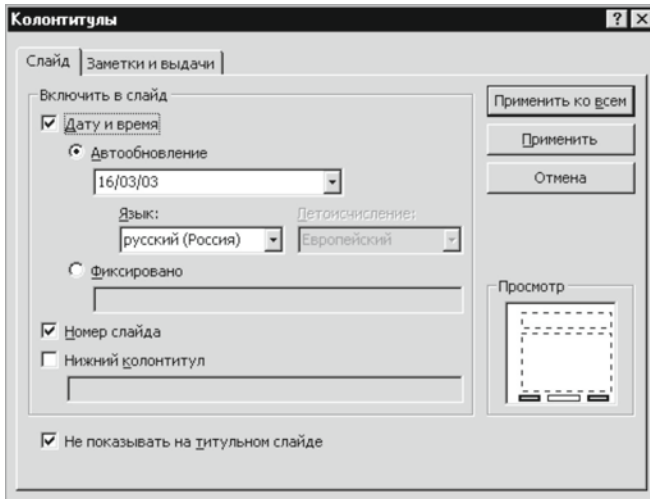 Колонтитулы
Слайд
Заметки и выдачи
Включить в слайд
Дату и время
Автообновление
16/03/03
Язык:
Летоисчисление:
русский (Россия)
Европейский
Фиксировано
Номер слайда
Нижний колонтитул
Не показывать на титульном слайде
Применить ко всем
Применить
Отмена
Просмотр